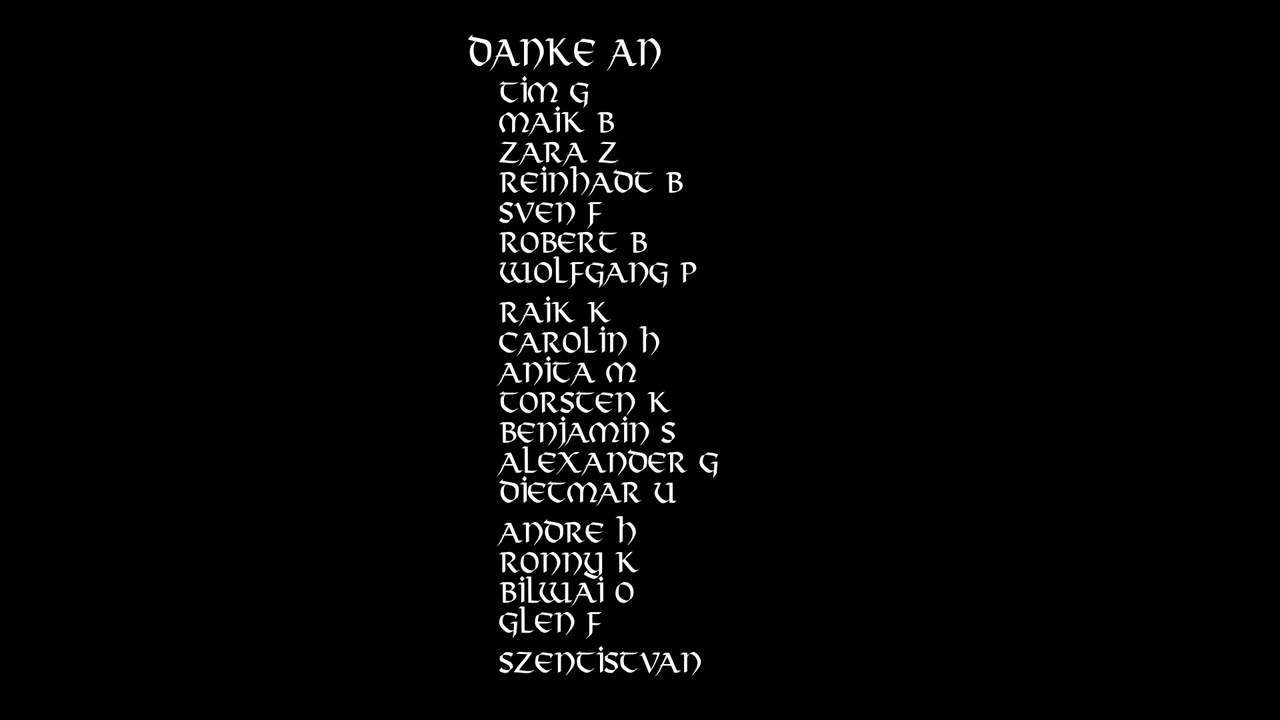 DANKE AN
TIM G
MAIK B
ZARA Z
REINHADT B
SVEN F
ROBERT B
WOLFGANG P
RAIK K
CAROLIN H
ANITA M
TORSTEN K
BENJAMIN S
ALEXANDER G
DIETMAR U
ANDRE H
RONNY K
BILWAI O
GLEN F
SZENTISTVAN